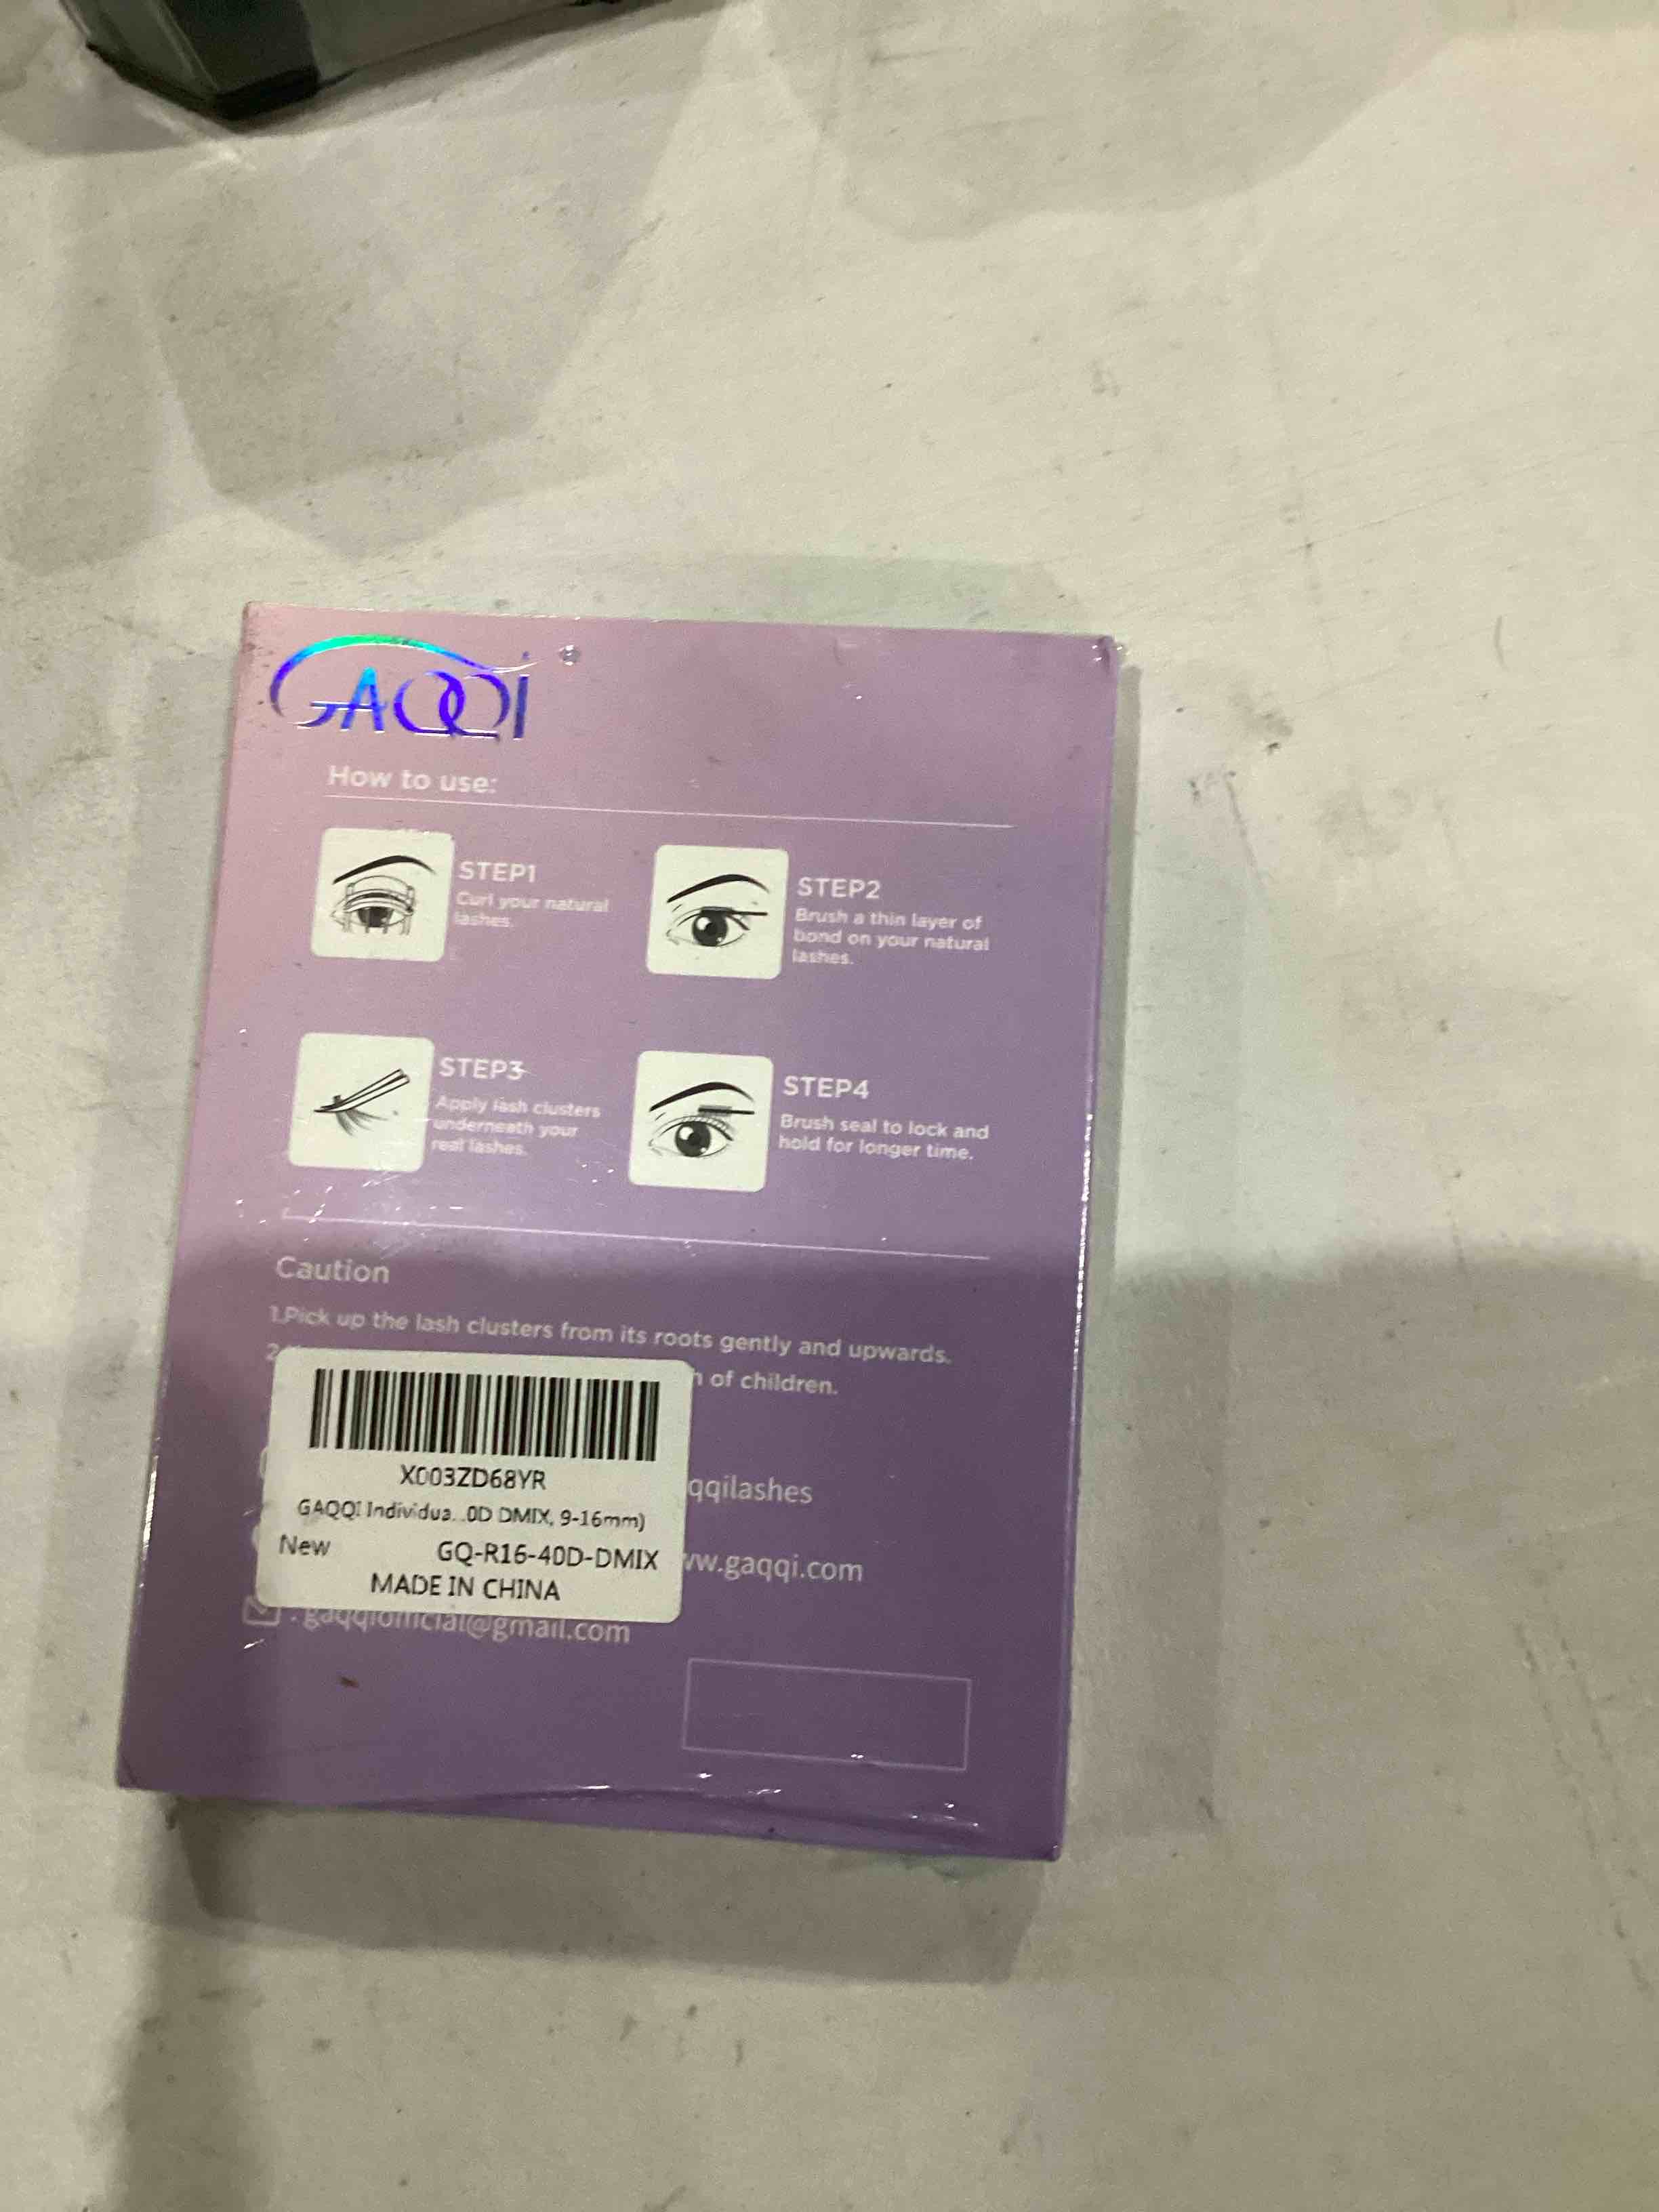 GAQQI
How to use:
STEP1
Curl your natural
lashes.
STEP2
Brush a thin layer of
bond on your natural
lashes.
STEP3
Apply lash clusters
underneath your
real lashes.
STEP4
Brush seal to lock and
hold for longer time.
Caution
1.Pick up the lash clusters from its roots gently and upwards.
2. of children.
X003ZD68YR
GAQQI Individua...0D DMIX, 9-16mm)
New GQ-R16-40D-DMIX
MADE IN CHINA
qqilashes
ww.gaqqi.com
: gaqqiofficial@gmail.com